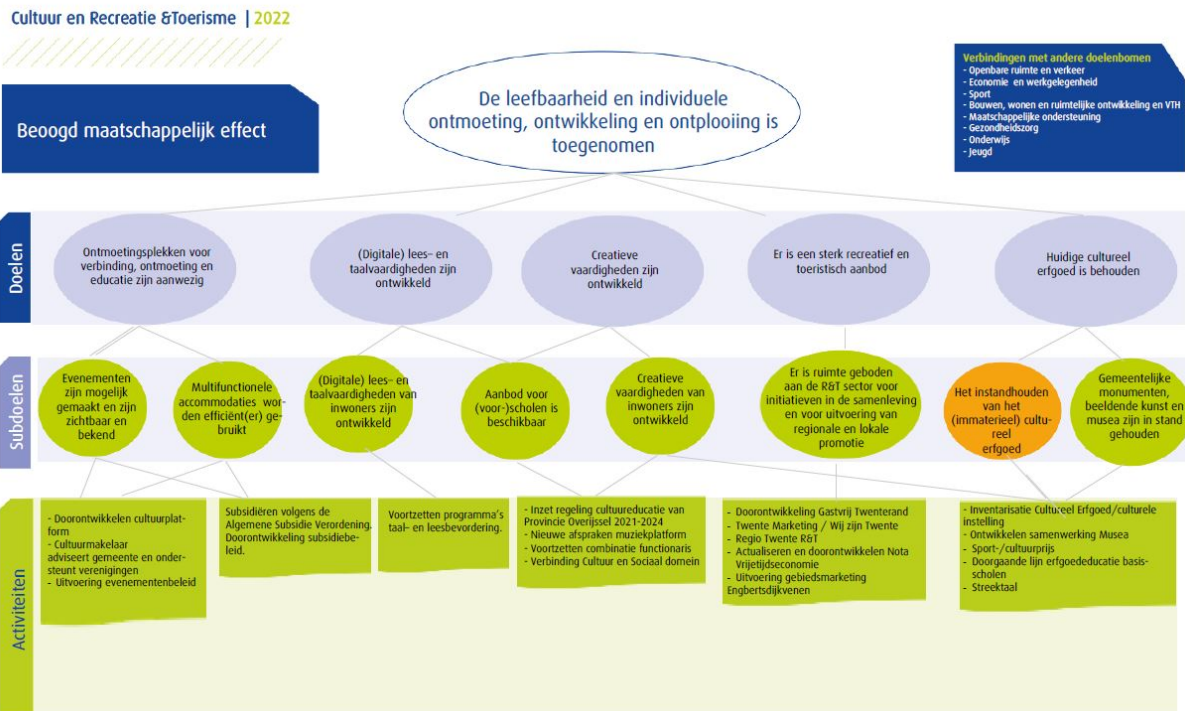 Cultuur en Recreatie &Toerisme | 2022
Beoogd maatschappelijk effect
De leefbaarheid en individuele
ontmoeting, ontwikkeling en ontplooiing is
toegenomen
Verbindingen met andere doelenbomen
- Openbare ruimte en verkeer
- Economie en werkgelegenheid
- Sport
- Bouwen, wonen en ruimtelijke ontwikkeling en VTH
- Maatschappelijke ondersteuning
- Gezondheidszorg
- Onderwijs
- Jeugd
Doelen
Ontmoetingsplekken voor
verbinding, ontmoeting en
educatie zijn aanwezig
(Digitale) lees- en
taalvaardigheden zijn
ontwikkeld
Creatieve
vaardigheden zijn
ontwikkeld
Er is een sterk recreatief en
toeristisch aanbod
Huidige cultureel
erfgoed is behouden
Subdoelen
Evenementen
zijn mogelijk
gemaakt en zijn
zichtbaar en
bekend
Multifunctionele
accommodaties wor-
den efficiënt(er) ge-
bruikt
(Digitale) lees- en
taalvaardigheden van
inwoners zijn
ontwikkeld
Aanbod voor
(voor-)scholen is
beschikbaar
Creatieve
vaardigheden van
inwoners zijn
ontwikkeld
Er is ruimte geboden
aan de R&T sector voor
initiatieven in de samenleving
en voor uitvoering van
regionale en lokale
promotie
Het instandhouden
van het
(immaterieel) cultu-
reel
erfgoed
Gemeentelijke
monumenten,
beeldende kunst en
musea zijn in stand
gehouden
Activiteiten
- Doorontwikkelen cultuurplat-
form
- Cultuurmakelaar
adviseert gemeente en onder-
steunt verenigingen
- Uitvoering evenementenbeleid
Subsidiëren volgens de
Algemene Subsidie Verordening.
Doorontwikkeling subsidiebe-
leid.
Voortzetten programma's
taal- en leesbevordering.
- Inzet regeling cultuureducatie van
Provincie Overijssel 2021-2024
- Nieuwe afspraken muziekplatform
- Voortzetten combinatie functionaris
- Verbinding Cultuur en Sociaal domein
- Doorontwikkeling Gastvrij Twenterand
- Twente Marketing / Wij zijn Twente
- Regio Twente R&T
- Actualiseren en doorontwikkelen Nota
Vrijetijdseconomie
- Uitvoering gebiedsmarketing
Engbertsdijkvenen
- Inventarisatie Cultureel Erfgoed/culturele
instelling
- Ontwikkelen samenwerking Musea
- Sport-/cultuurprijs
- Doorgaande lijn erfgoededucatie basis-
scholen
- Streektaal